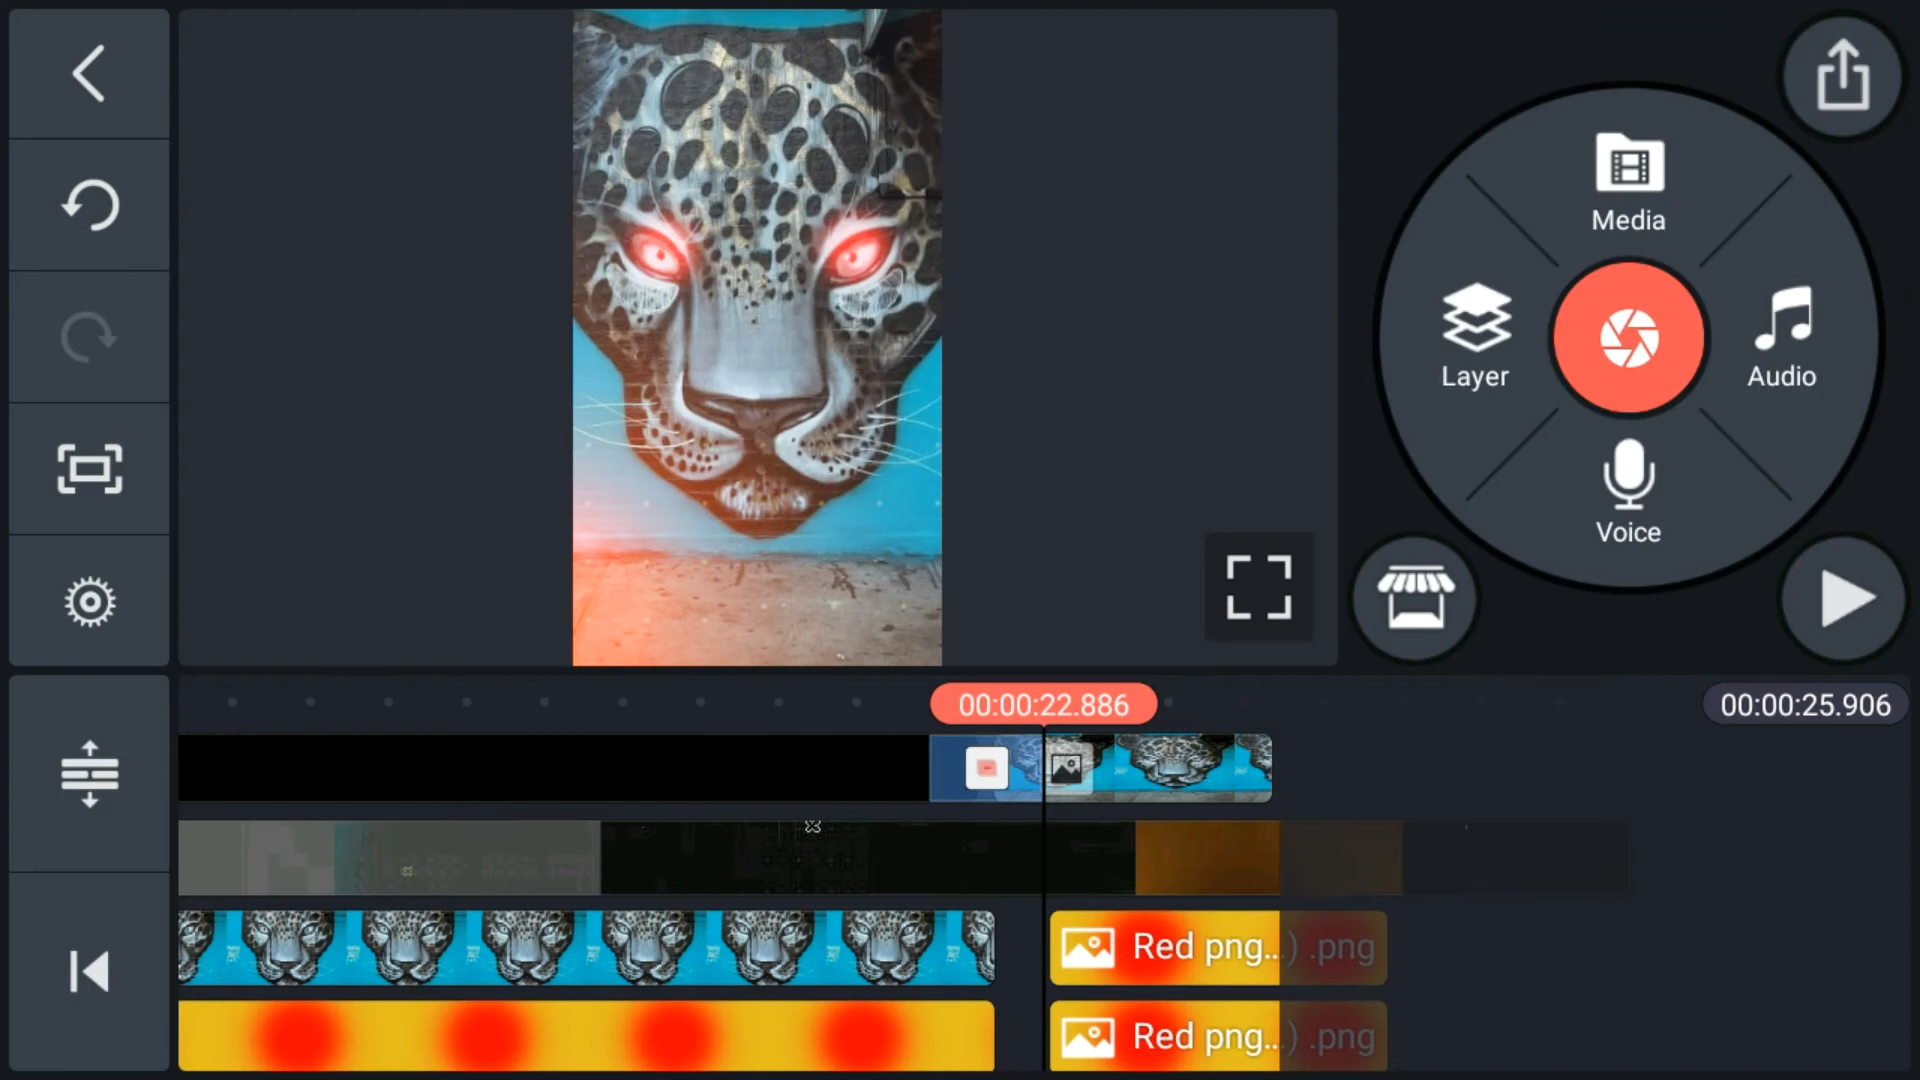 Media
Layer
Audio
Voice
00:00:22.886
00:00:25.906
Red png..) .png
Red png..) .png